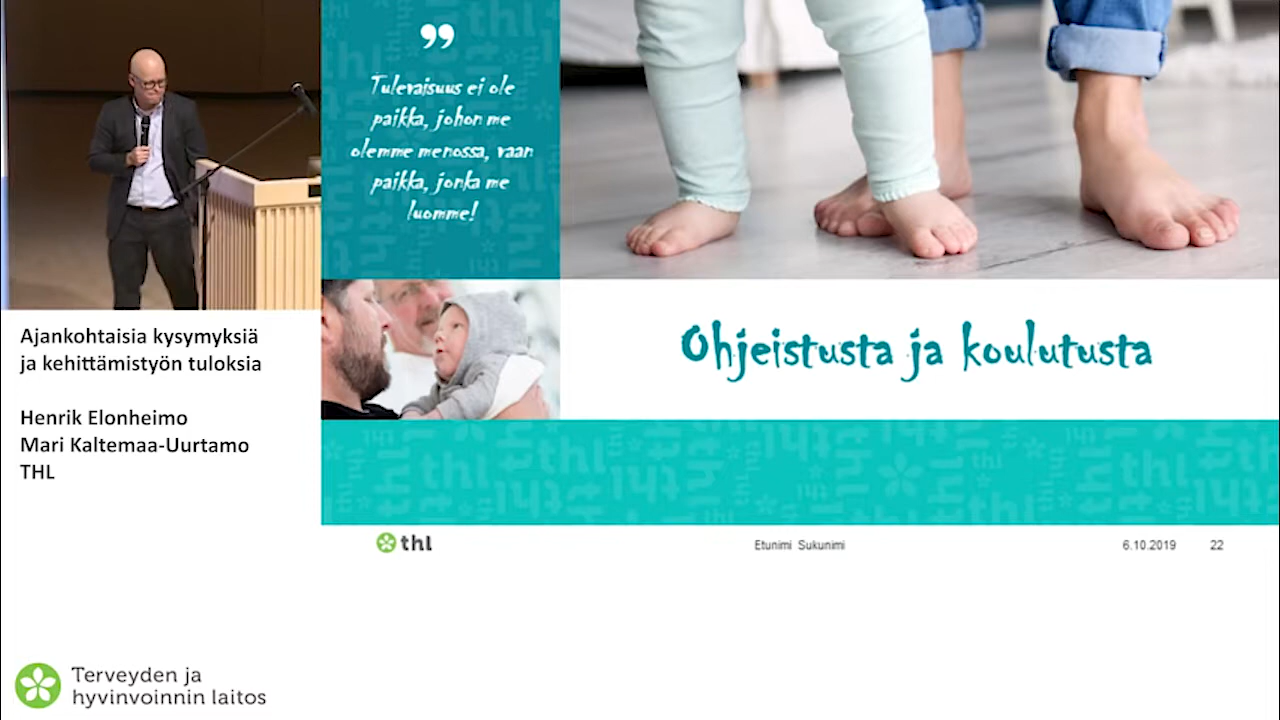 ”
Tulevaisuus ei ole
paikka, johon me
olemme menossa, vaan
paikka, jonka me
luomme!
Ajankohtaisia kysymyksiä
ja kehittämistyön tuloksia
Henrik Elonheimo
Mari Kaltemaa-Uurtamo
THL
Ohjeistusta ja koulutusta
thl
Etunimi Sukunimi
6.10.2019
22
Terveyden ja
hyvinvoinnin laitos